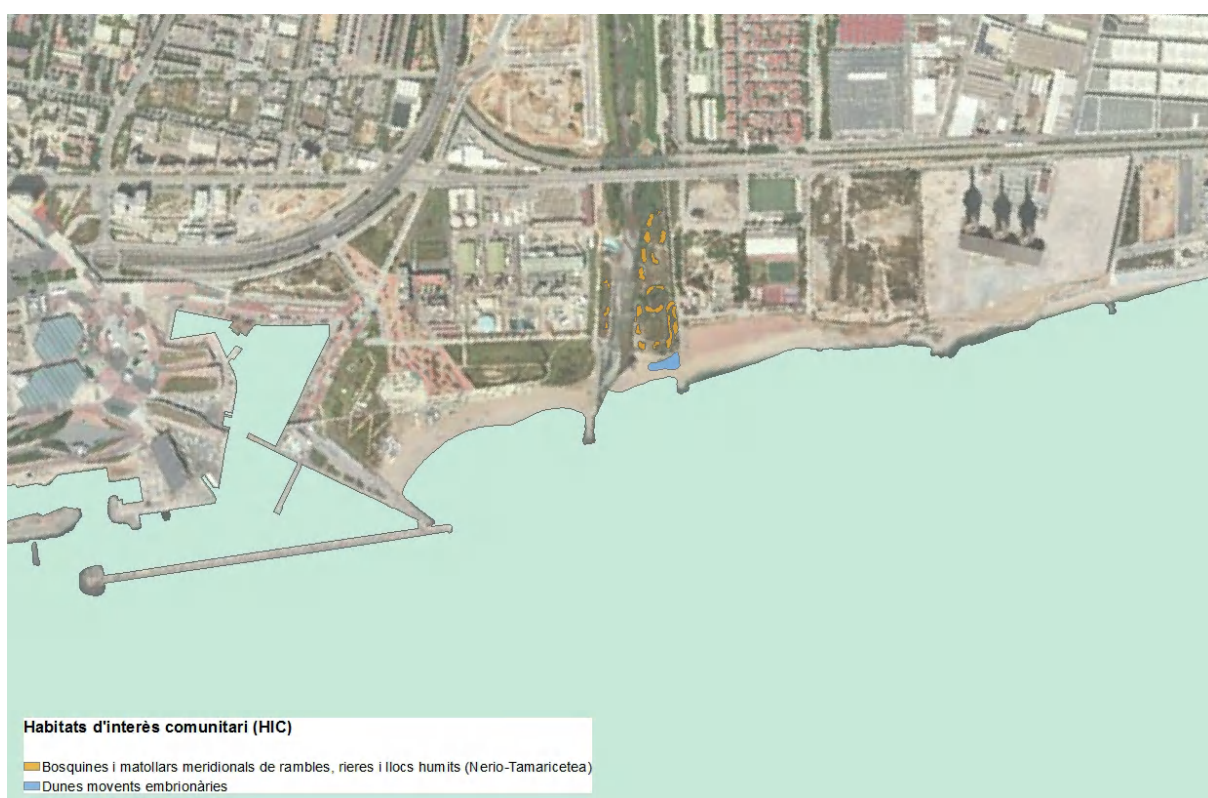 Habitats d'interès comunitari (HIC)
Bosquines i matollars meridionals de rambles, rieres i llocs humits (Nerio-Tamaricetea)
Dunes movents embrionàries